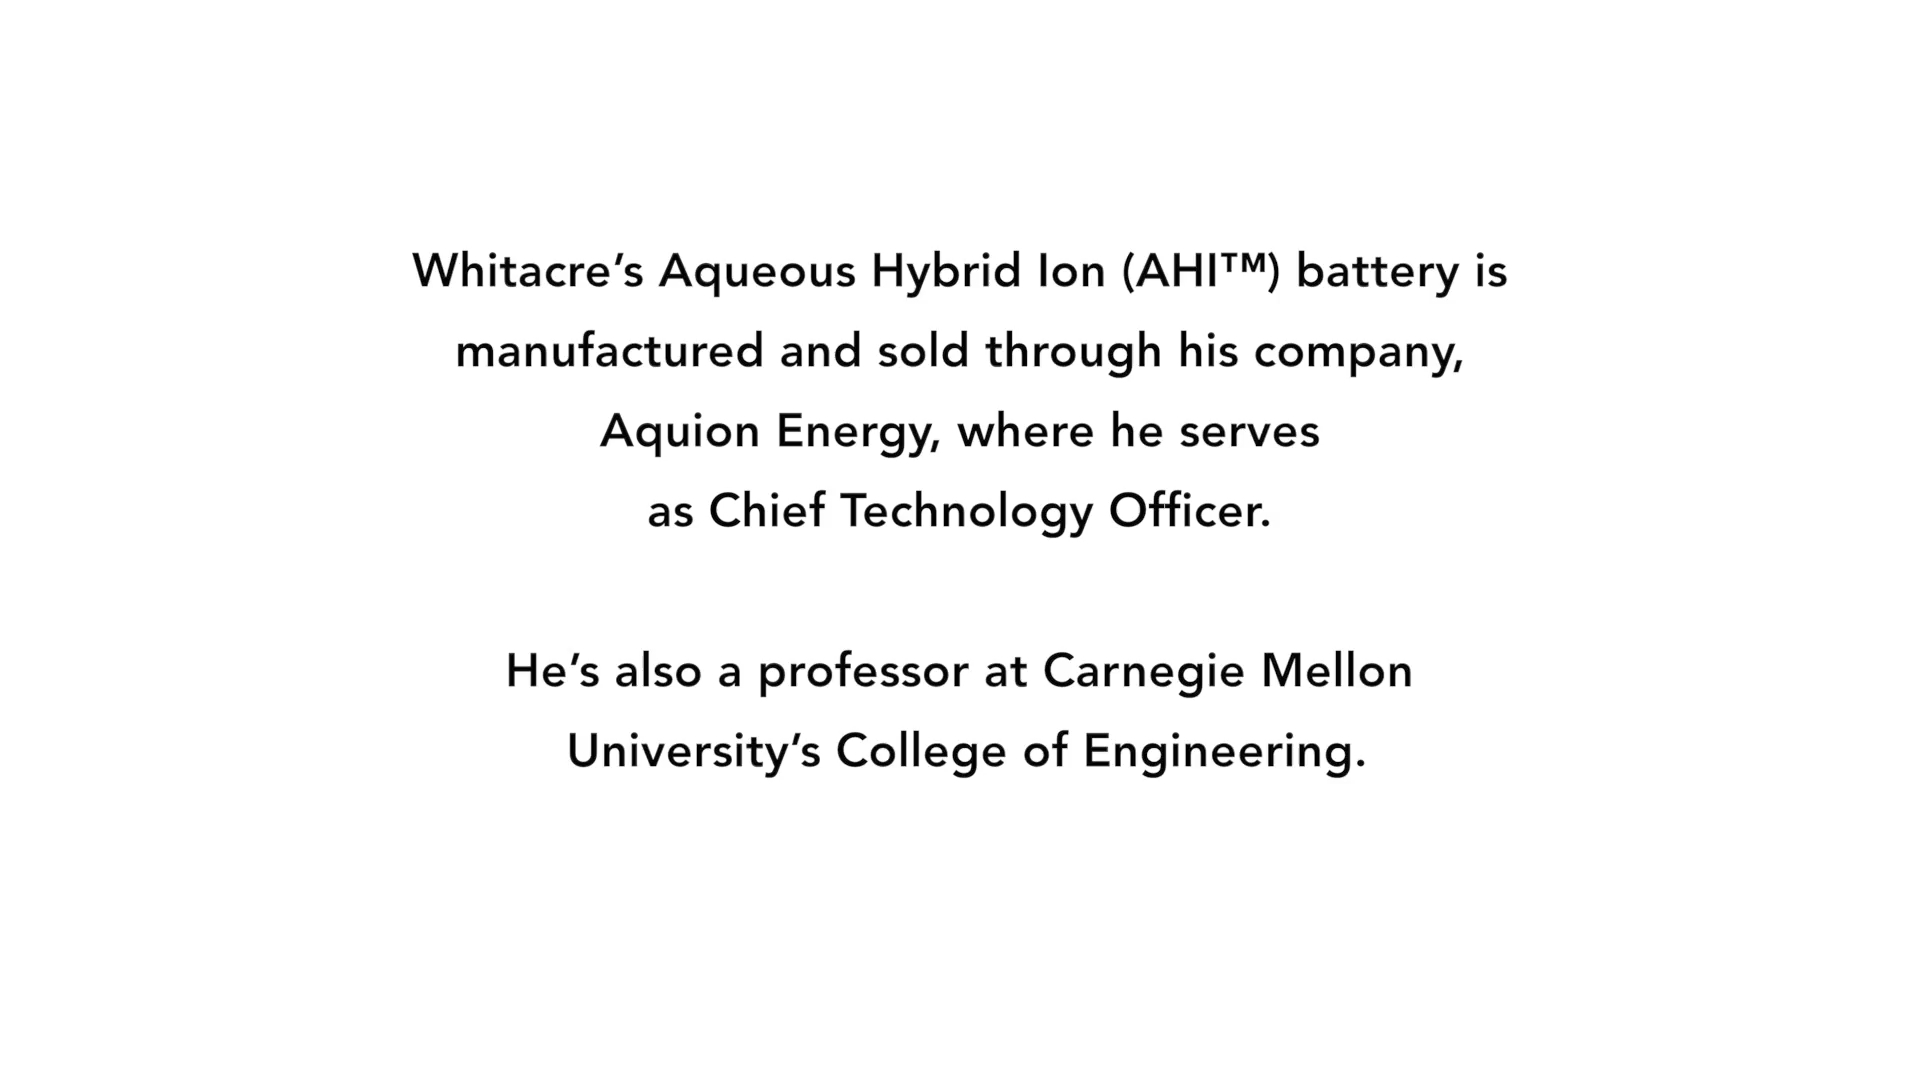 Whitacre’s Aqueous Hybrid Ion (AHI™) battery is
manufactured and sold through his company,
Aquion Energy, where he serves
as Chief Technology Officer.
He’s also a professor at Carnegie Mellon
University’s College of Engineering.